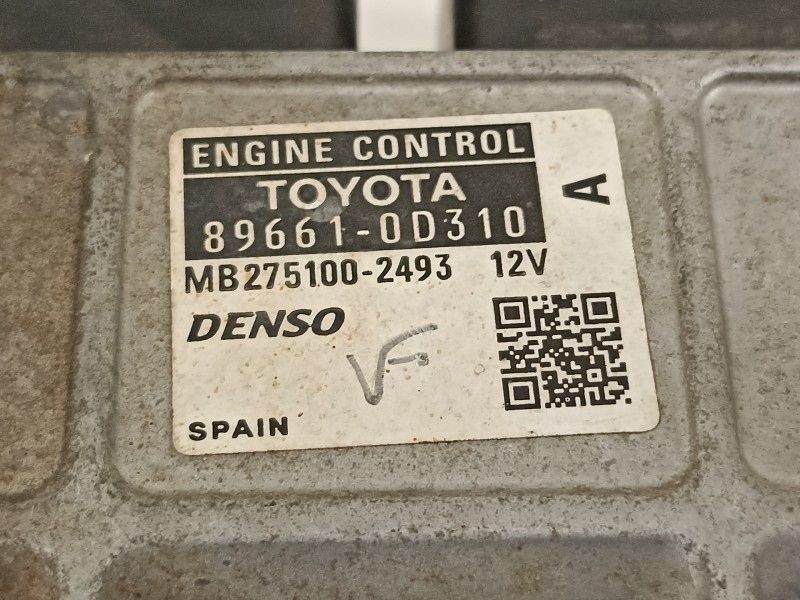 ENGINE CONTROL
TOYOTA
89661-0D310
A
MB275100-2493 12V
DENSO
SPAIN